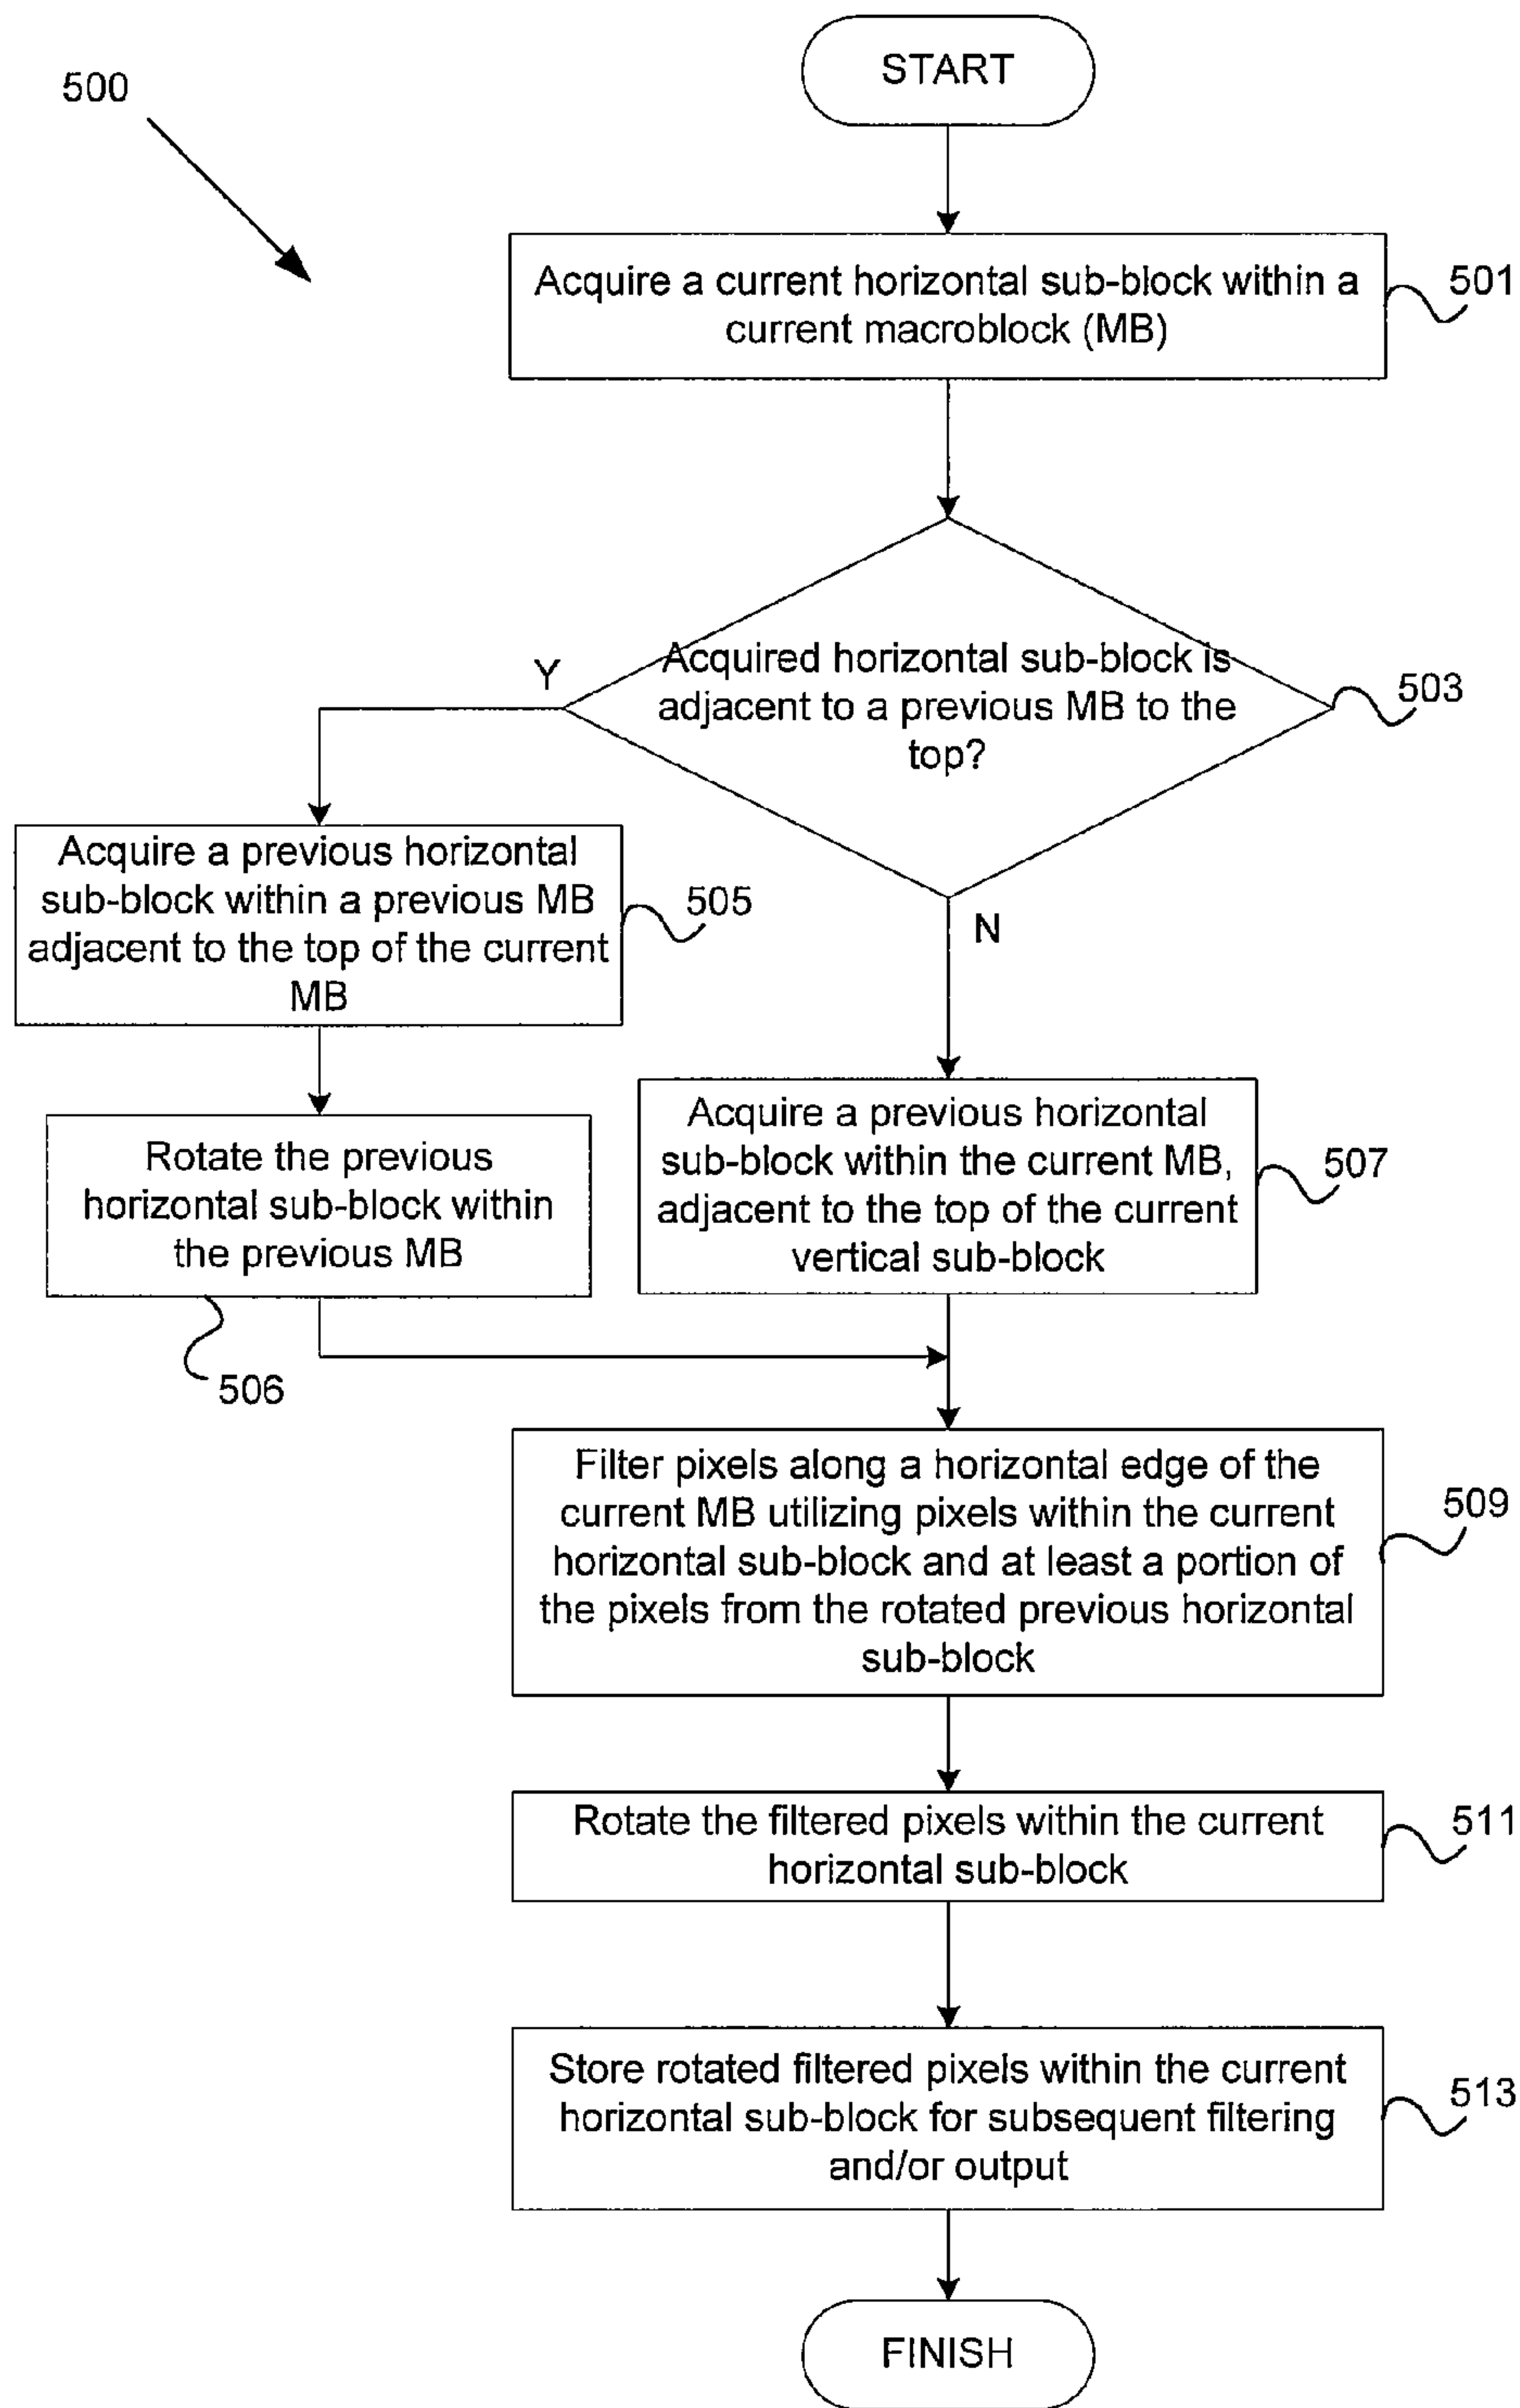 START
500
Acquire a current horizontal sub-block within a
current macroblock (MB)
501
Acquired horizontal sub-block is
adjacent to a previous MB to the
top?
503
Y
N
Acquire a previous horizontal
sub-block within a previous MB
adjacent to the top of the current
MB
505
Rotate the previous
horizontal sub-block within
the previous MB
506
Acquire a previous horizontal
sub-block within the current MB,
adjacent to the top of the current
vertical sub-block
507
Filter pixels along a horizontal edge of the
current MB utilizing pixels within the current
horizontal sub-block and at least a portion of
the pixels from the rotated previous horizontal
sub-block
509
Rotate the filtered pixels within the current
horizontal sub-block
511
Store rotated filtered pixels within the current
horizontal sub-block for subsequent filtering
and/or output
513
FINISH